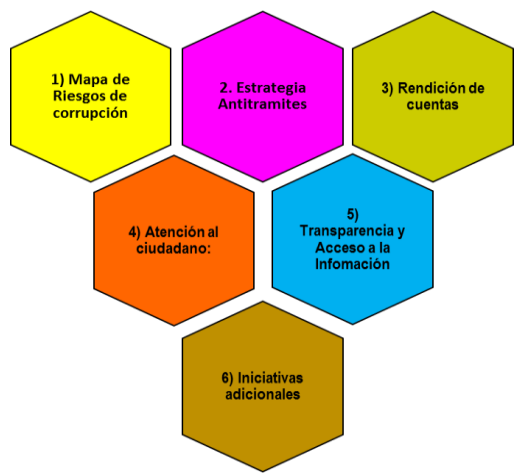 1) Mapa de
Riesgos de
corrupción
2. Estrategia
Antitramites
3) Rendición de
cuentas
4) Atención al
ciudadano:
5)
Transparencia y
Acceso a la
Infomación
6) Iniciativas
adicionales